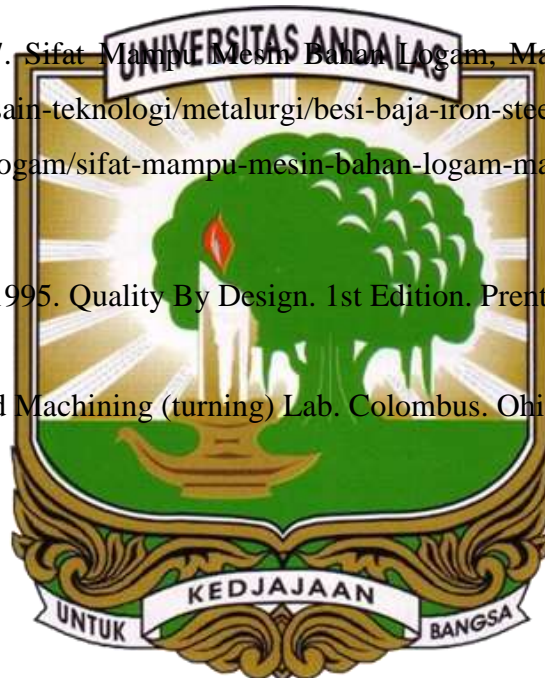 UNIVERSITAS ANDALAS
7. Sifat Mampu Mesin Bahan Logam, Ma
ain-teknologi/metalurgi/besi-baja-iron-stee
ogam/sifat-mampu-mesin-bahan-logam-ma
1995. Quality By Design. 1st Edition. Prent
d Machining (turning) Lab. Colombus. Ohi
UNTUK KEDJAJAAN BANGSA